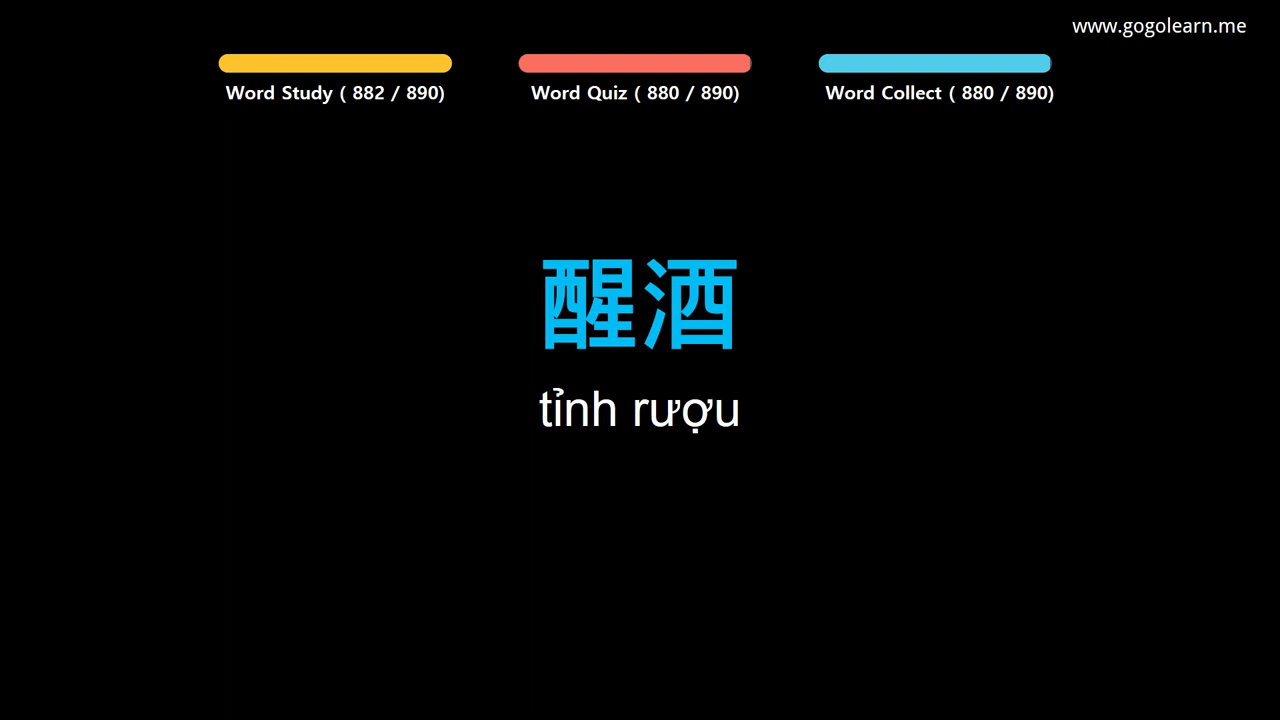 www.gogolearn.me
Word Study ( 882 / 890)
Word Quiz ( 880 / 890)
Word Collect ( 880 / 890)
醒酒
tỉnh rượu